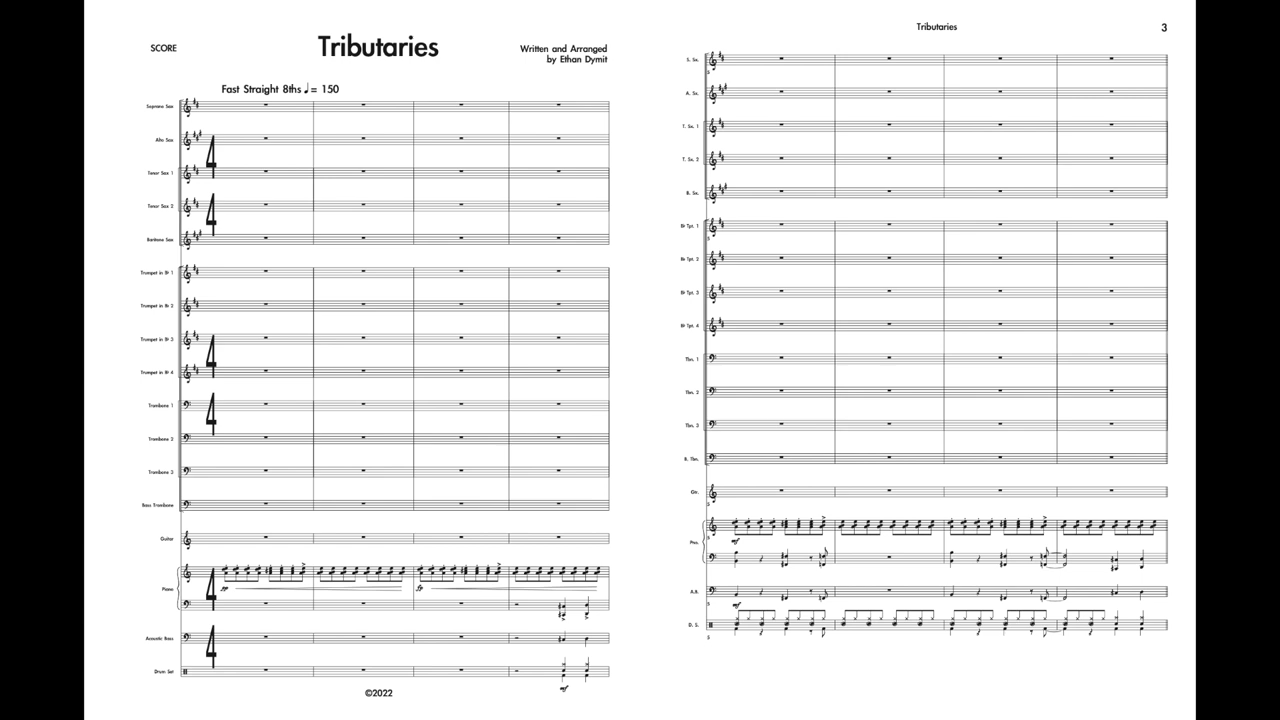 SCORE
Tributaries
Written and Arranged
by Ethan Dymit
Fast Straight 8ths ♩= 150
Soprano Sax
Alto Sax
Tenor Sax 1
Tenor Sax 2
Baritone Sax
Trumpet in B♭ 1
Trumpet in B♭ 2
Trumpet in B♭ 3
Trumpet in B♭ 4
Trombone 1
Trombone 2
Trombone 3
Bass Trombone
Guitar
Piano
pp
fp
Acoustic Bass
Drum Set
mf
©2022
Tributaries
3
S. Sx.
A. Sx.
T. Sx. 1
T. Sx. 2
B. Sx.
B♭ Tpt. 1
B♭ Tpt. 2
B♭ Tpt. 3
B♭ Tpt. 4
Tbn. 1
Tbn. 2
Tbn. 3
B. Tbn.
Gtr.
Pno.
mf
A.B.
mf
D. S.
5